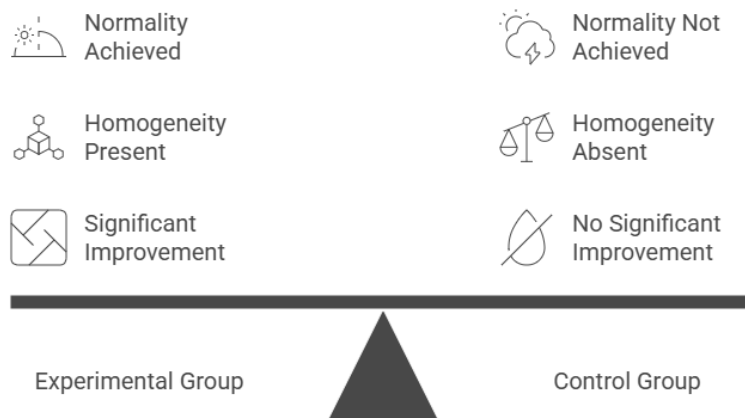 Normality
Achieved
Normality Not
Achieved
Homogeneity
Present
Homogeneity
Absent
Significant
Improvement
No Significant
Improvement
Experimental Group
Control Group